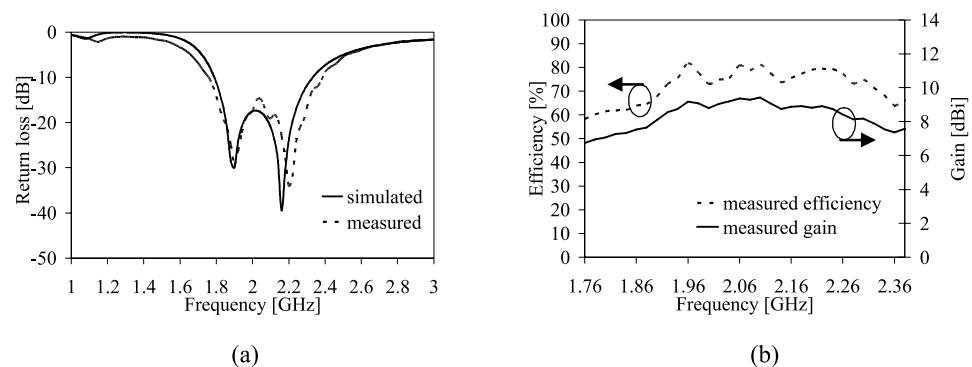 0
-10
-20
-30
-40
-50
Return loss [dB]
simulated
measured
1 1.2 1.4 1.6 1.8 2 2.2 2.4 2.6 2.8 3
Frequency [GHz]
(a)
100
90
80
70
60
50
40
30
20
10
0
Efficiency [%]
measured efficiency
measured gain
14
12
10
8
6
4
2
0
Gain [dBi]
1.76 1.86 1.96 2.06 2.16 2.26 2.36
Frequency [GHz]
(b)